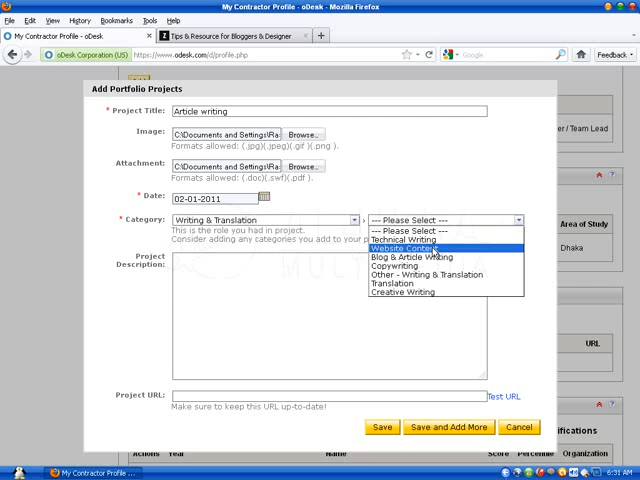 My Contractor Profile - oDesk - Mozilla Firefox
File Edit View History Bookmarks Tools Help
My Contractor Profile - oDesk
Tips & Resource for Bloggers & Designer
oDesk Corporation (US)
https://www.odesk.com/d/profile.php
Google
Feedback
Add Portfolio Projects
* Project Title: Article writing
er / Team Lead
Image: C:\Documents and Settings\Ra Browse..
Formats allowed: (.jpg)(.jpeg)(.gif )(.png ).
Attachment: C:\Documents and Settings\Ra Browse..
Formats allowed: (.doc)(.swf)(.pdf ).
* Date: 02-01-2011
* Category: Writing & Translation › --- Please Select ---
Area of Study
This is the role you had in project.
Consider adding any categories you add to your p
--- Please Select ---
Technical Writing
Website Content
Blog & Article Writing
Copywriting
Other - Writing & Translation
Translation
Creative Writing
Dhaka
Project Description:
MULTIMEDIA
URL
Project URL: Test URL
Make sure to keep this URL up-to-date!
Save Save and Add More Cancel
ifications
Actions Year Name Score Percentile Organization
My Contractor Profile ...
6:31 AM